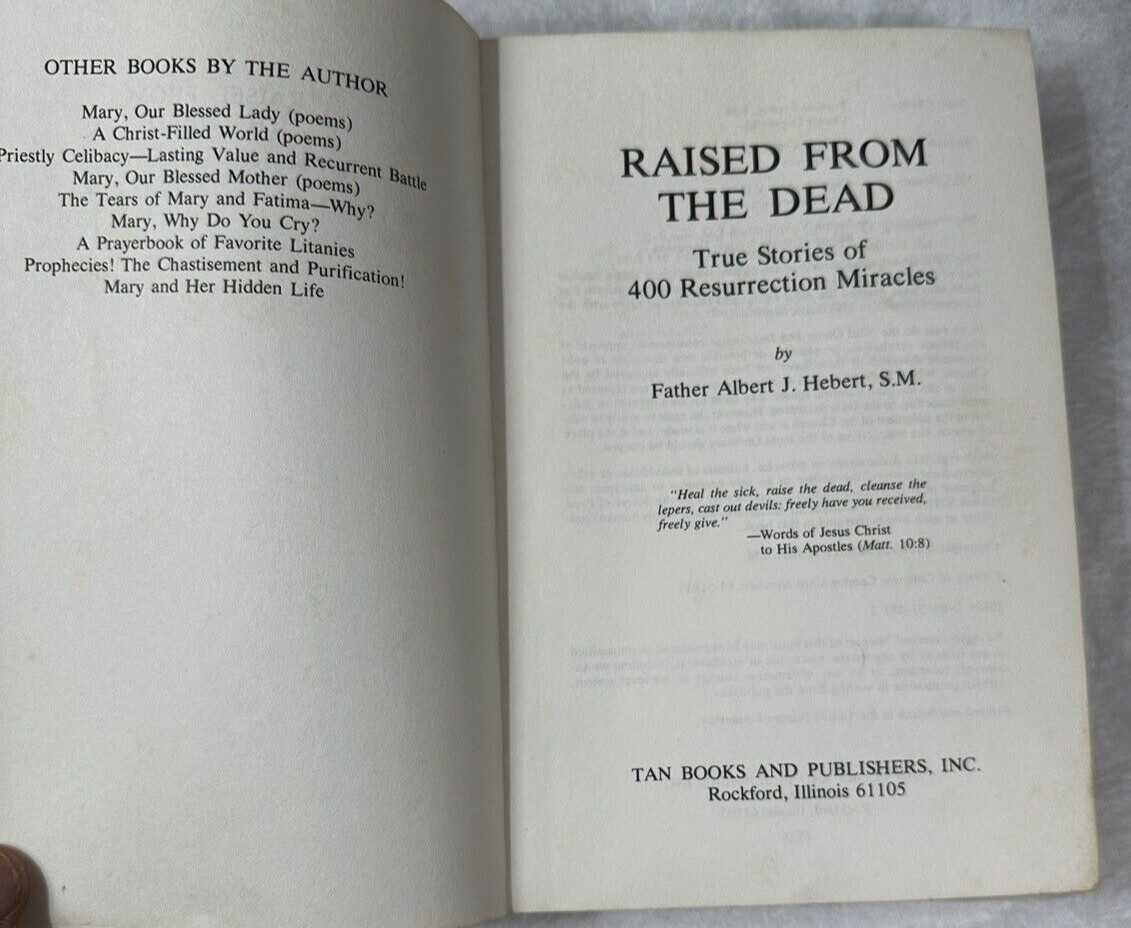 OTHER BOOKS BY THE AUTHOR
Mary, Our Blessed Lady (poems)
A Christ-Filled World (poems)
Priestly Celibacy—Lasting Value and Recurrent Battle
Mary, Our Blessed Mother (poems)
The Tears of Mary and Fatima—Why?
Mary, Why Do You Cry?
A Prayerbook of Favorite Litanies
Prophecies! The Chastisement and Purification!
Mary and Her Hidden Life
RAISED FROM
THE DEAD
True Stories of
400 Resurrection Miracles
by
Father Albert J. Hebert, S.M.
"Heal the sick, raise the dead, cleanse the
lepers, cast out devils: freely have you received,
freely give."
—Words of Jesus Christ
to His Apostles (Matt. 10:8)
TAN BOOKS AND PUBLISHERS, INC.
Rockford, Illinois 61105